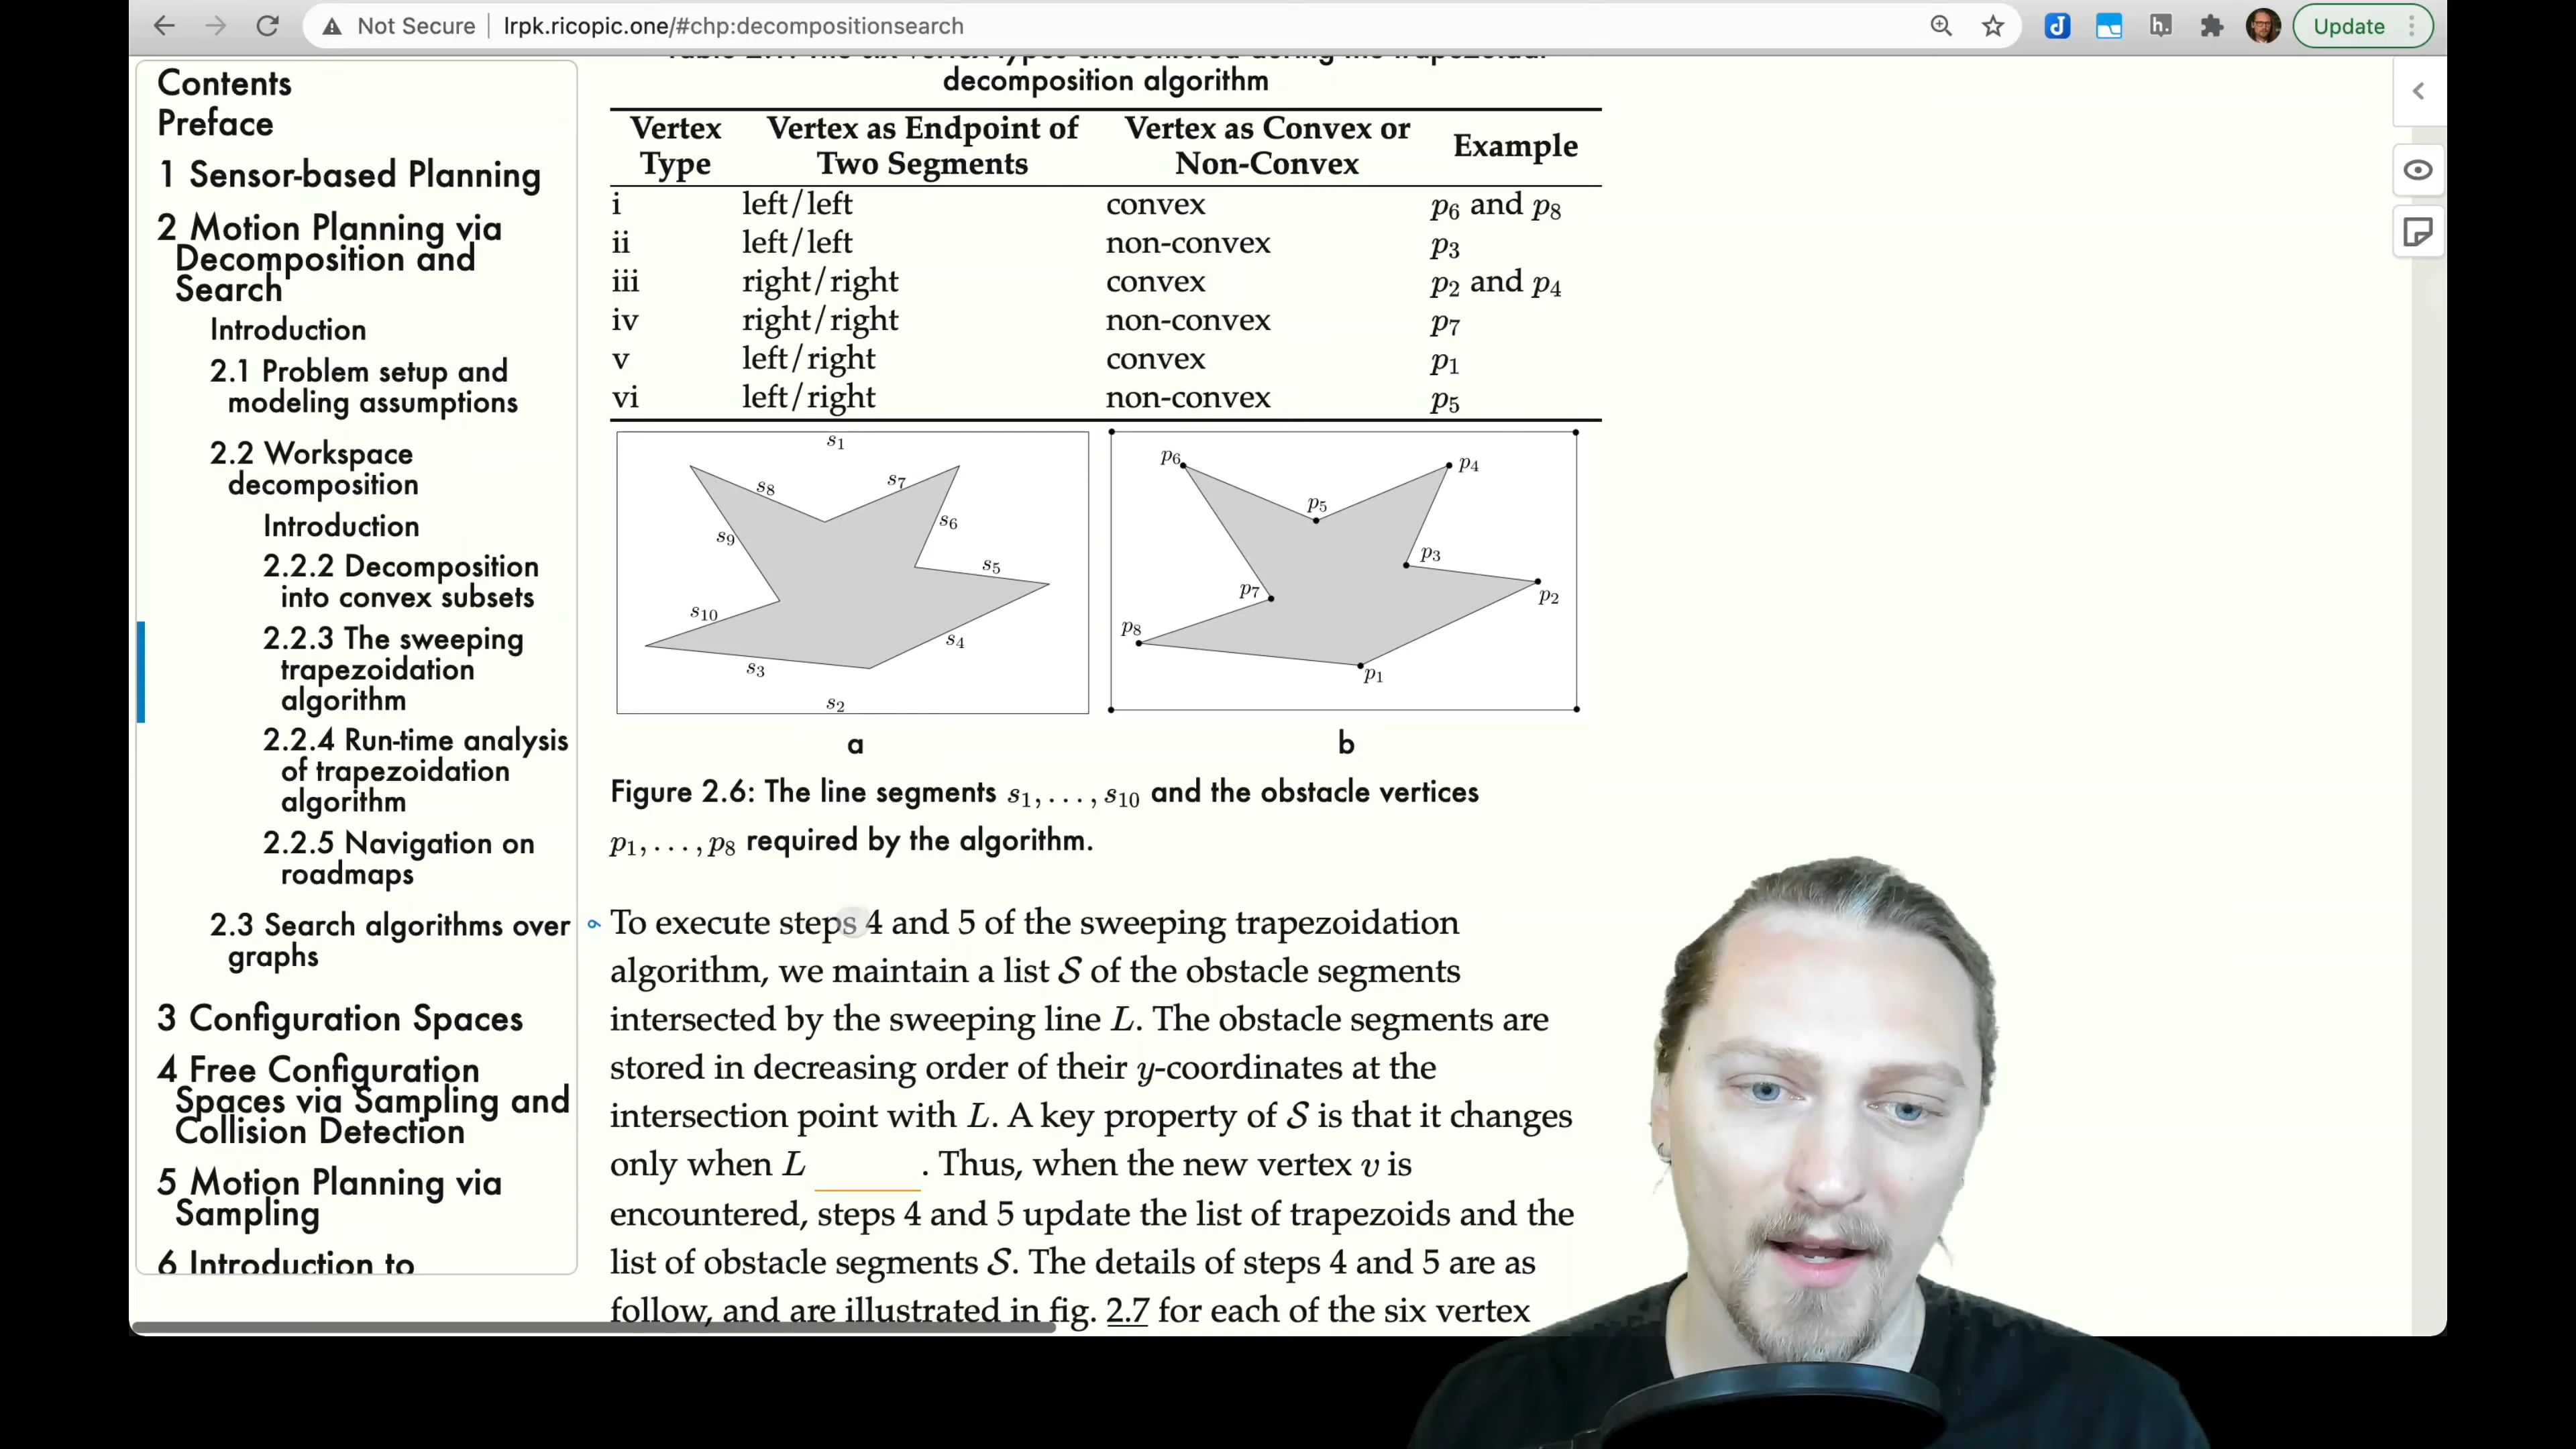 Not Secure
lrpk.ricopic.one/#chp:decompositionsearch
Update
Contents
Preface
1 Sensor-based Planning
2 Motion Planning via
Decomposition and
Search
Introduction
2.1 Problem setup and
modeling assumptions
2.2 Workspace
decomposition
Introduction
2.2.2 Decomposition
into convex subsets
2.2.3 The sweeping
trapezoidation
algorithm
2.2.4 Run-time analysis
of trapezoidation
algorithm
2.2.5 Navigation on
roadmaps
2.3 Search algorithms over
graphs
3 Configuration Spaces
4 Free Configuration
Spaces via Sampling and
Collision Detection
5 Motion Planning via
Sampling
6 Introduction to
decomposition algorithm
Vertex Type | Vertex as Endpoint of Two Segments | Vertex as Convex or Non-Convex | Example
i left/left convex p6 and p8
ii left/left non-convex p3
iii right/right convex p2 and p4
iv right/right non-convex p7
v left/right convex p1
vi left/right non-convex p5
s1
s8 s7
s6
s9
s5
s10
s4
s3
s2
a
p6 p4
p5
p3
p7 p2
p8
p1
b
Figure 2.6: The line segments s1, . . . , s10 and the obstacle vertices
p1, . . . , p8 required by the algorithm.
To execute steps 4 and 5 of the sweeping trapezoidation
algorithm, we maintain a list S of the obstacle segments
intersected by the sweeping line L. The obstacle segments are
stored in decreasing order of their y-coordinates at the
intersection point with L. A key property of S is that it changes
only when L ______ . Thus, when the new vertex v is
encountered, steps 4 and 5 update the list of trapezoids and the
list of obstacle segments S. The details of steps 4 and 5 are as
follow, and are illustrated in fig. 2.7 for each of the six vertex